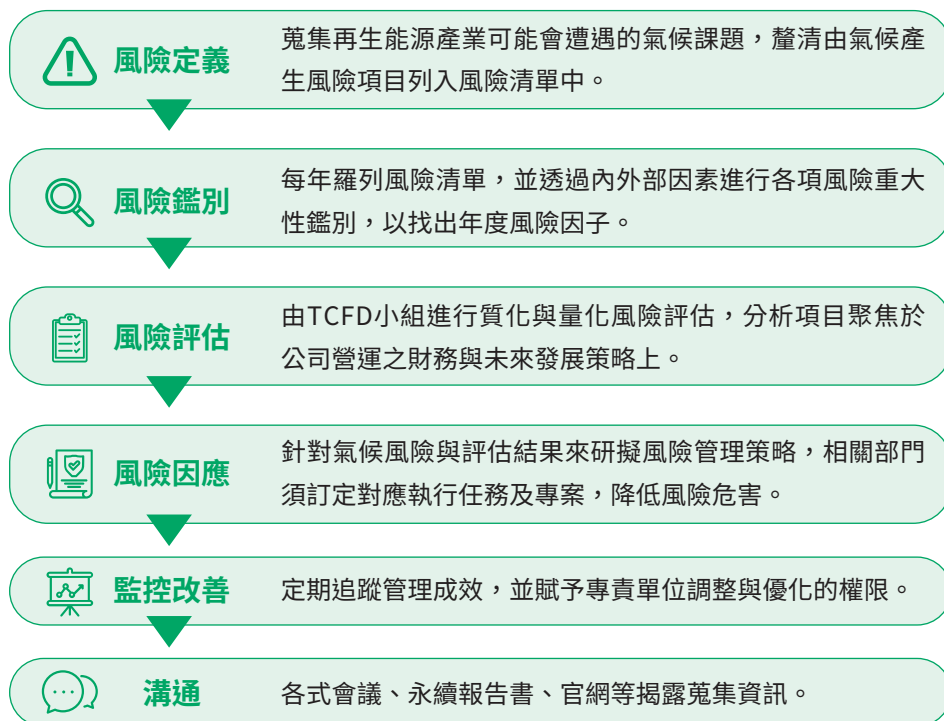 風險定義
蒐集再生能源產業可能會遭遇的氣候課題，釐清由氣候產
生風險項目列入風險清單中。
風險鑑別
每年羅列風險清單，並透過內外部因素進行各項風險重大
性鑑別，以找出年度風險因子。
風險評估
由TCFD小組進行質化與量化風險評估，分析項目聚焦於
公司營運之財務與未來發展策略上。
風險因應
針對氣候風險與評估結果來研擬風險管理策略，相關部門
須訂定對應執行任務及專案，降低風險危害。
監控改善
定期追蹤管理成效，並賦予專責單位調整與優化的權限。
溝通
各式會議、永續報告書、官網等揭露蒐集資訊。